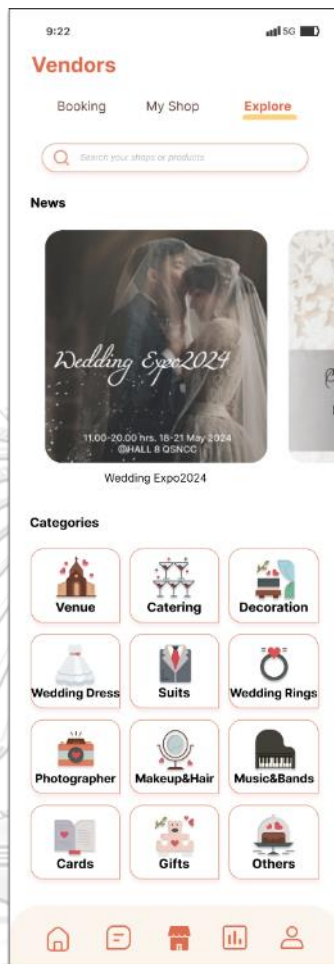 9:22
5G
Vendors
Booking My Shop Explore
Search your shops or products
News
Wedding Expo2024
11.00-20.00 hrs. 18-21 May 2024
@HALL 8 QSNCC
Wedding Expo2024
Categories
Venue Catering Decoration
Wedding Dress Suits Wedding Rings
Photographer Makeup&Hair Music&Bands
Cards Gifts Others